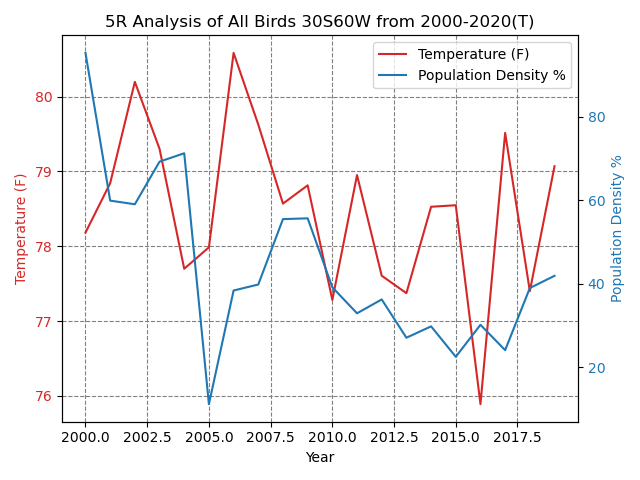 5R Analysis of All Birds 30S60W from 2000-2020(T)
Temperature (F)
Population Density %
80
79
78
77
76
Temperature (F)
80
60
40
20
Population Density %
2000.0 2002.5 2005.0 2007.5 2010.0 2012.5 2015.0 2017.5
Year